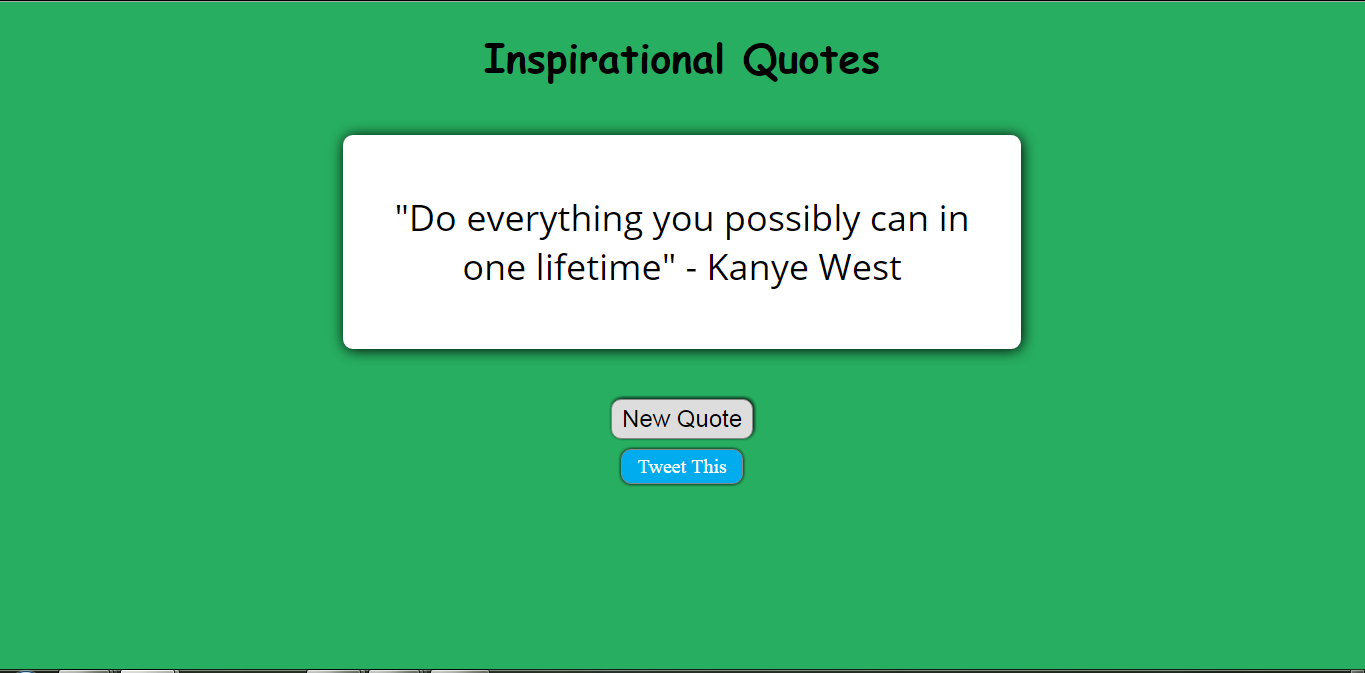 Inspirational Quotes
"Do everything you possibly can in
one lifetime" - Kanye West
New Quote
Tweet This